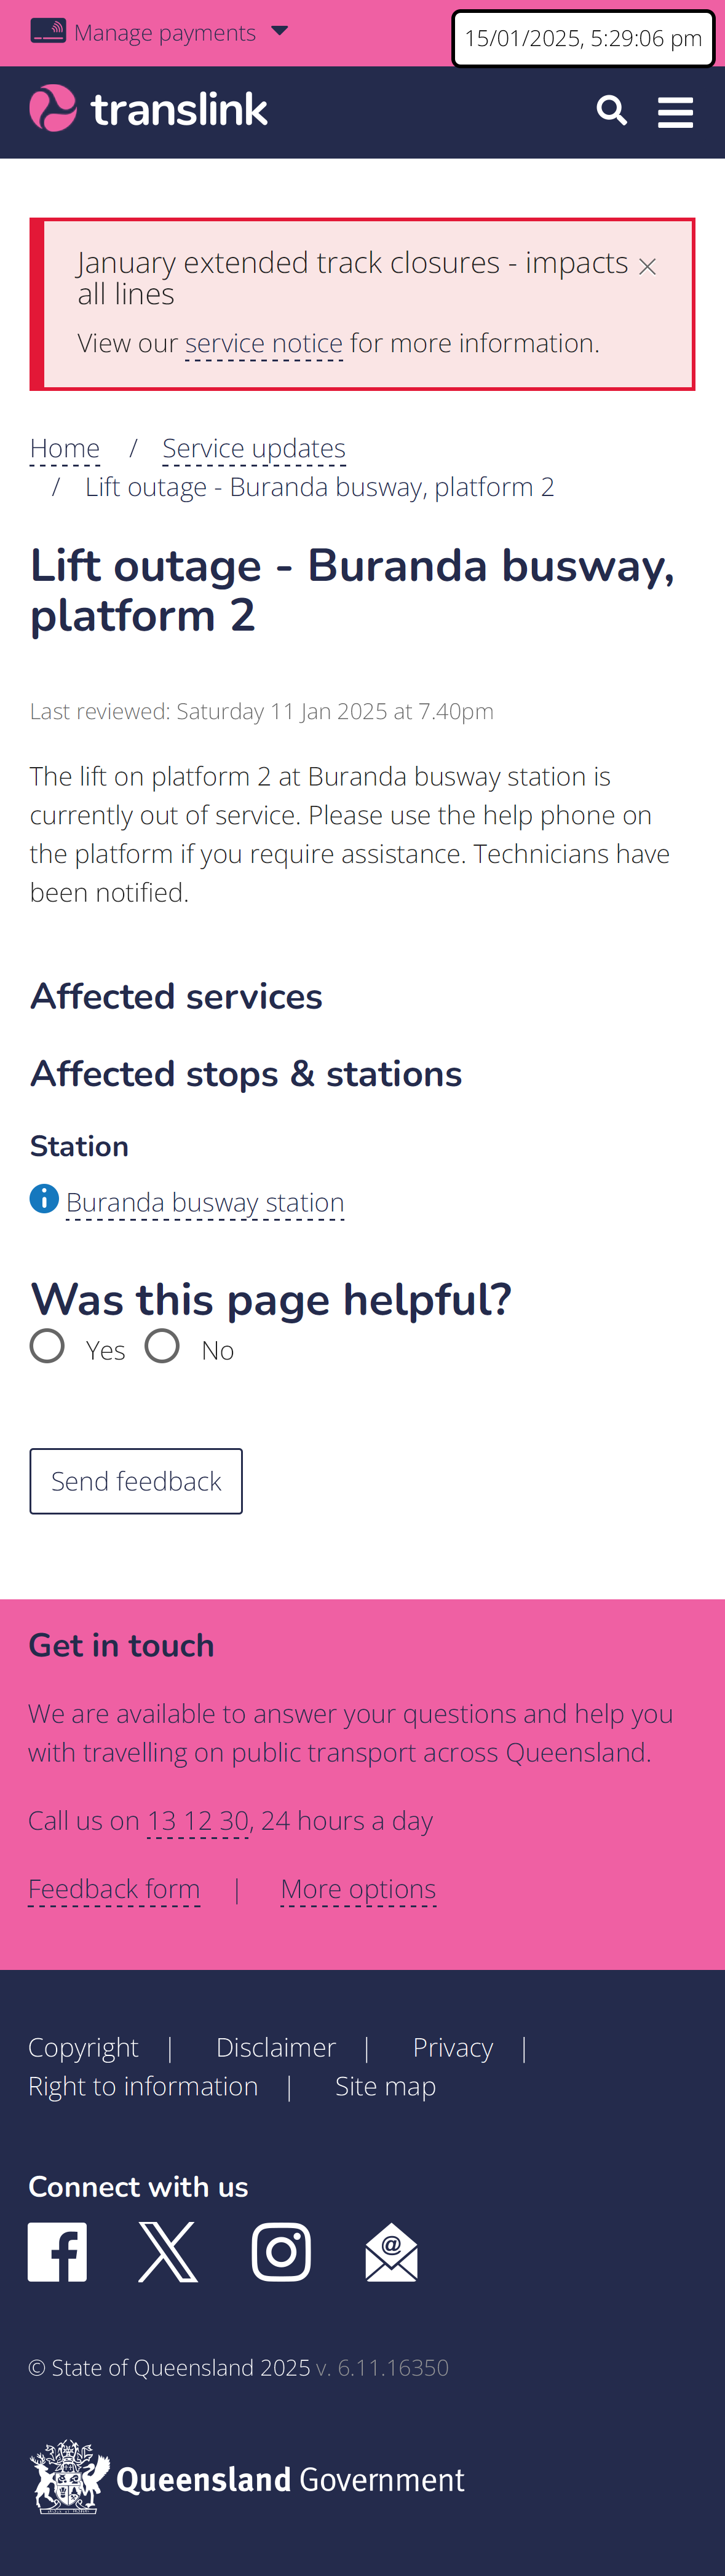 Manage payments
15/01/2025, 5:29:06 pm
translink
January extended track closures - impacts
all lines
View our service notice for more information.
Home / Service updates
/ Lift outage - Buranda busway, platform 2
Lift outage - Buranda busway,
platform 2
Last reviewed: Saturday 11 Jan 2025 at 7.40pm
The lift on platform 2 at Buranda busway station is
currently out of service. Please use the help phone on
the platform if you require assistance. Technicians have
been notified.
Affected services
Affected stops & stations
Station
Buranda busway station
Was this page helpful?
Yes No
Send feedback
Get in touch
We are available to answer your questions and help you
with travelling on public transport across Queensland.
Call us on 13 12 30, 24 hours a day
Feedback form | More options
Copyright | Disclaimer | Privacy |
Right to information | Site map
Connect with us
© State of Queensland 2025 v. 6.11.16350
Queensland Government